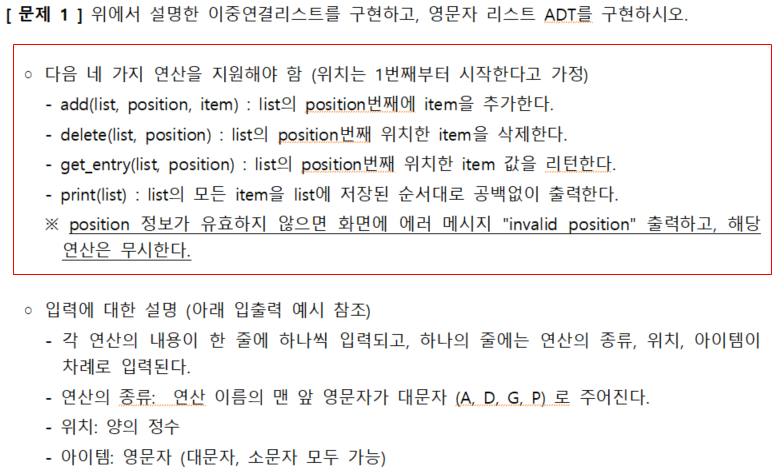 [ 문제 1 ] 위에서 설명한 이중연결리스트를 구현하고, 영문자 리스트 ADT를 구현하시오.
○ 다음 네 가지 연산을 지원해야 함 (위치는 1번째부터 시작한다고 가정)
- add(list, position, item) : list의 position번째에 item을 추가한다.
- delete(list, position) : list의 position번째 위치한 item을 삭제한다.
- get_entry(list, position) : list의 position번째 위치한 item 값을 리턴한다.
- print(list) : list의 모든 item을 list에 저장된 순서대로 공백없이 출력한다.
※ position 정보가 유효하지 않으면 화면에 에러 메시지 "invalid position" 출력하고, 해당
연산은 무시한다.
○ 입력에 대한 설명 (아래 입출력 예시 참조)
- 각 연산의 내용이 한 줄에 하나씩 입력되고, 하나의 줄에는 연산의 종류, 위치, 아이템이
차례로 입력된다.
- 연산의 종류: 연산 이름의 맨 앞 영문자가 대문자 (A, D, G, P) 로 주어진다.
- 위치: 양의 정수
- 아이템: 영문자 (대문자, 소문자 모두 가능)